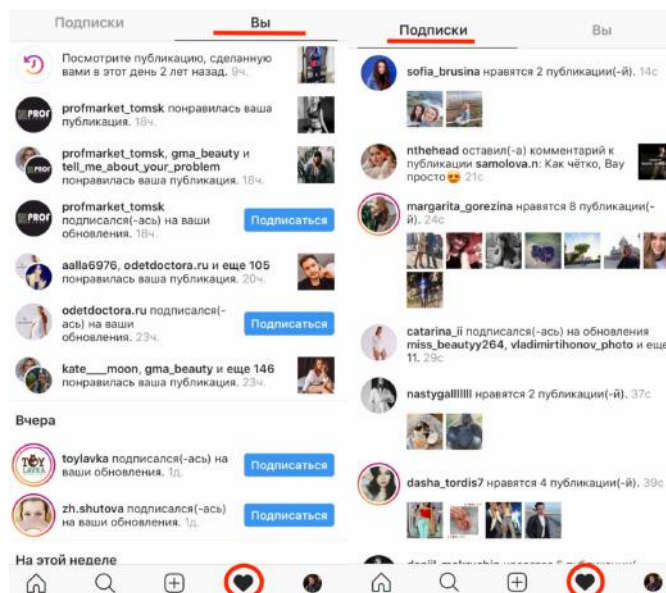 Подписки
Вы
Посмотрите публикацию, сделанную
вами в этот день 2 лет назад. 9ч.
profmarket_tomsk понравилась ваша
публикация. 18ч.
profmarket_tomsk, gma_beauty и
tell_me_about_your_problem
понравилась ваша публикация. 18ч.
profmarket_tomsk
подписался(-ась) на ваши
обновления. 18ч.
Подписаться
aalla6976, odetdoctora.ru и еще 105
понравилась ваша публикация. 20ч.
odetdoctora.ru подписался(-
ась) на ваши
обновления. 23ч.
Подписаться
kate___moon, gma_beauty и еще 146
понравилась ваша публикация. 23ч.
Вчера
toylavka подписался(-ась) на
ваши обновления. 1д.
Подписаться
zh.shutova подписался(-ась)
на ваши обновления. 1д.
Подписаться
На этой неделе
PROF
PROF
PROF
TOY
LAVKA
Подписки
Вы
sofia_brusina нравятся 2 публикации(-й). 14с
nthehead оставил(-а) комментарий к
публикации samolova.n: Как чётко, Вау
просто😍 21с
margarita_gorezina нравятся 8 публикации(-
й). 24с
catarina_ii подписался(-ась) на обновления
miss_beautyy264, vladimirtihonov_photo и еще
11. 29с
нравятся 2 публикации(-й). 37с
dasha_tordis7 нравятся 4 публикации(-й). 39с